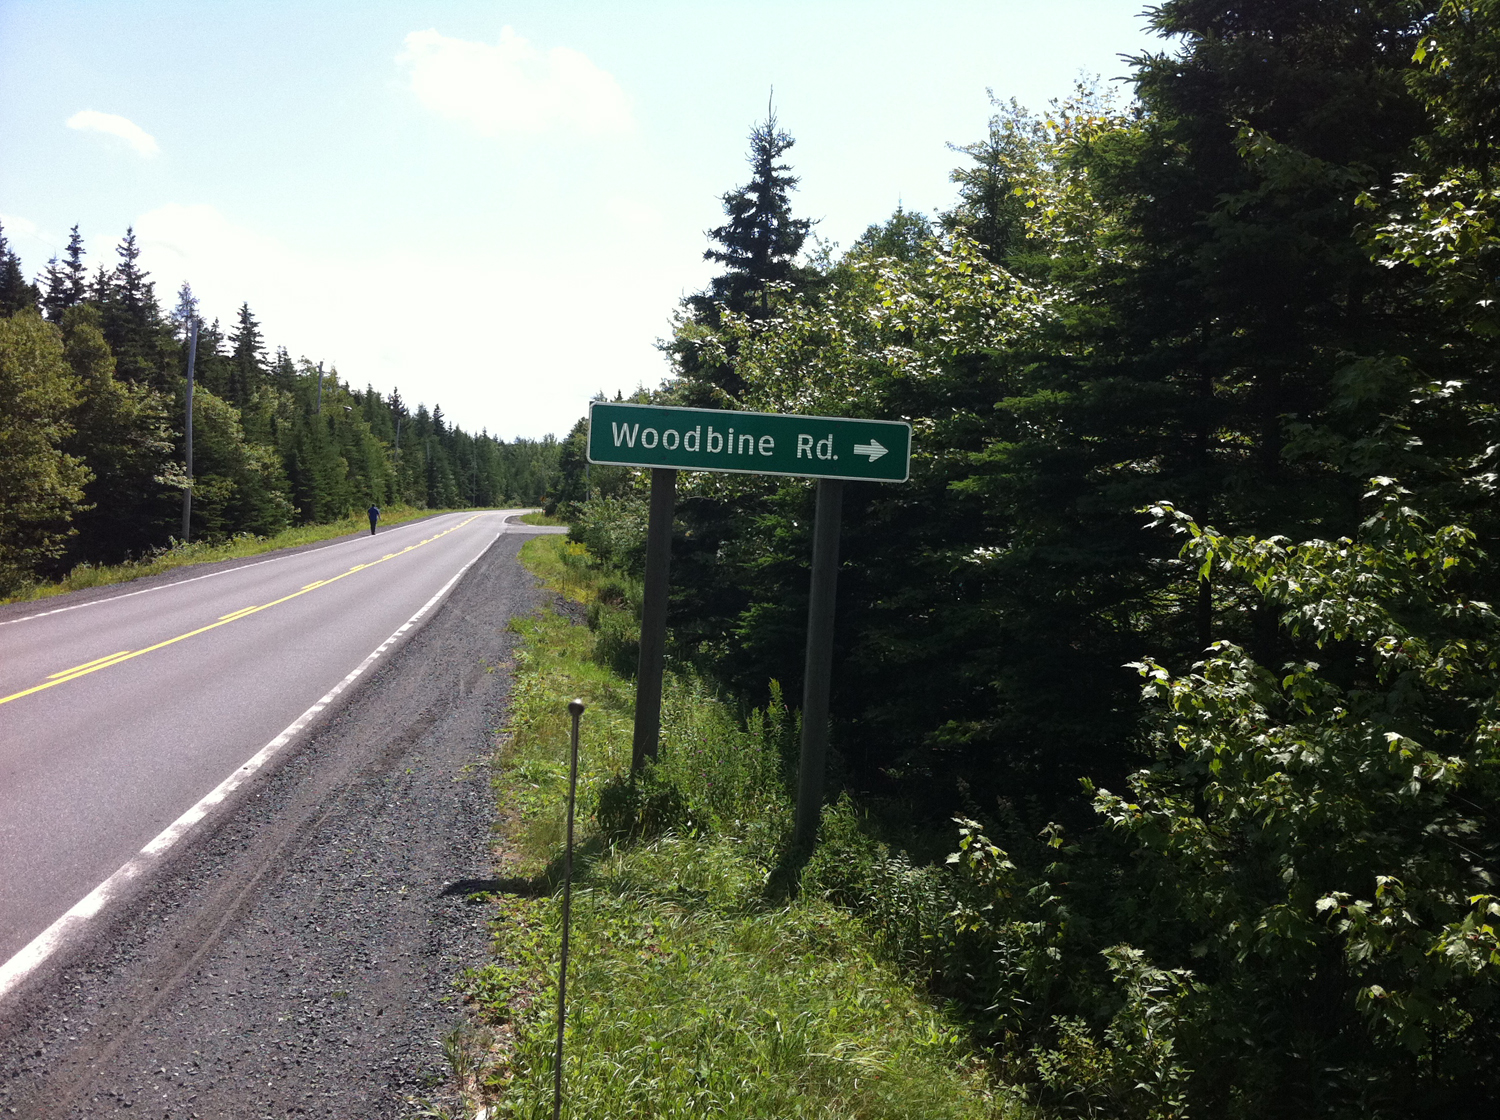 Woodbine Rd. →